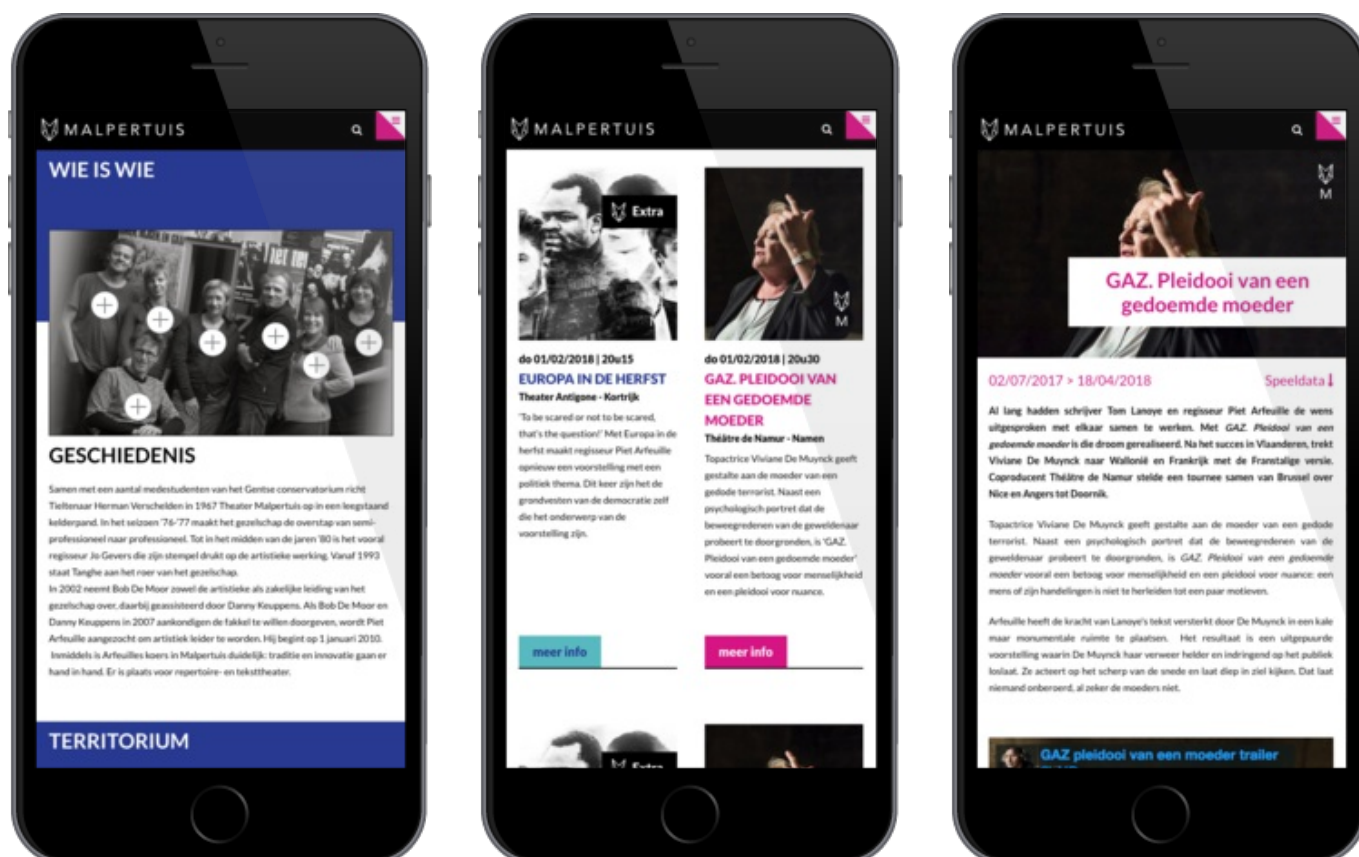 MALPERTUIS
WIE IS WIE
GESCHIEDENIS
Samen met een aantal medestudenten van het Gentse conservatorium richt
Tieltenaar Herman Verschelden in 1967 Theater Malpertuis op in een leegstaand
kelderpand. In het seizoen '76-'77 maakt het gezelschap de overstap van semi-
professioneel naar professioneel. Tot in het midden van de jaren '80 is het vooral
regisseur Jo Gevers die zijn stempel drukt op de artistieke werking. Vanaf 1993
staat Tanghe aan het roer van het gezelschap.
In 2002 neemt Bob De Moor zowel de artistieke als zakelijke leiding van het
gezelschap over, daarbij geassisteerd door Danny Keuppens. Als Bob De Moor en
Danny Keuppens in 2007 aankondigen de fakkel te willen doorgeven, wordt Piet
Arfeuille aangezocht om artistiek leider te worden. Hij begint op 1 januari 2010.
Inmiddels is Arfeuilles koers in Malpertuis duidelijk: traditie en innovatie gaan er
hand in hand. Er is plaats voor repertoire- en teksttheater.
TERRITORIUM
MALPERTUIS
Extra
do 01/02/2018 | 20u15
EUROPA IN DE HERFST
Theater Antigone - Kortrijk
'To be scared or not to be scared,
that's the question!' Met Europa in de
herfst maakt regisseur Piet Arfeuille
opnieuw een voorstelling met een
politiek thema. Dit keer zijn het de
grondvesten van de democratie zelf
die het onderwerp van de
voorstelling zijn.
meer info
Extra
M
do 01/02/2018 | 20u30
GAZ. PLEIDOOI VAN
EEN GEDOEMDE
MOEDER
Théâtre de Namur - Namen
Topactrice Viviane De Muynck geeft
gestalte aan de moeder van een
gedode terrorist. Naast een
psychologisch portret dat de
beweegredenen van de geweldenaar
probeert te doorgronden, is 'GAZ.
Pleidooi van een gedoemde moeder'
vooral een betoog voor menselijkheid
en een pleidooi voor nuance.
meer info
MALPERTUIS
M
GAZ. Pleidooi van een
gedoemde moeder
02/07/2017 > 18/04/2018
Speeldata
Al lang hadden schrijver Tom Lanoye en regisseur Piet Arfeuille de wens
uitgesproken met elkaar samen te werken. Met GAZ. Pleidooi van een
gedoemde moeder is die droom gerealiseerd. Na het succes in Vlaanderen, trekt
Viviane De Muynck naar Wallonië en Frankrijk met de Franstalige versie.
Coproducent Théâtre de Namur stelde een tournee samen van Brussel over
Nice en Angers tot Doornik.
Topactrice Viviane De Muynck geeft gestalte aan de moeder van een gedode
terrorist. Naast een psychologisch portret dat de beweegredenen van de
geweldenaar probeert te doorgronden, is GAZ. Pleidooi van een gedoemde
moeder vooral een betoog voor menselijkheid en een pleidooi voor nuance: een
mens of zijn handelingen is niet te herleiden tot een paar motieven.
Arfeuille heeft de kracht van Lanoye's tekst versterkt door De Muynck in een kale
maar monumentale ruimte te plaatsen. Het resultaat is een uitgepuurde
voorstelling waarin De Muynck haar verweer helder en indringend op het publiek
loslaat. Ze acteert op het scherp van de snede en laat diep in ziel kijken. Dat laat
niemand onberoerd, al zeker de moeders niet.
GAZ pleidooi van een moeder trailer